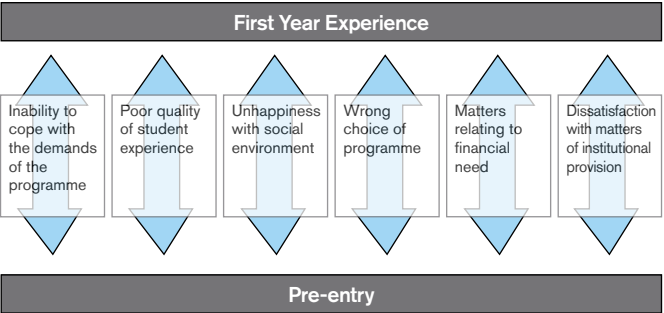 First Year Experience
Inability to
cope with
the demands
of the
programme
Poor quality
of student
experience
Unhappiness
with social
environment
Wrong
choice of
programme
Matters
relating to
financial
need
Dissatisfaction
with matters
of institutional
provision
Pre-entry